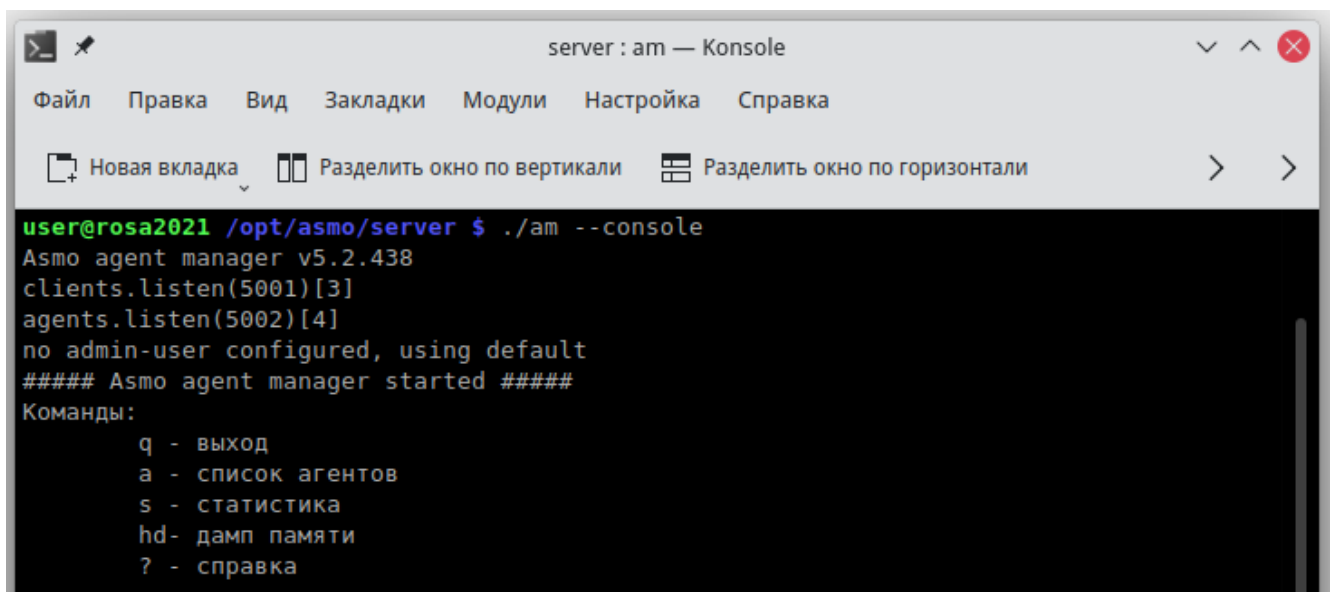 server : am — Konsole
Файл Правка Вид Закладки Модули Настройка Справка
Новая вкладка Разделить окно по вертикали Разделить окно по горизонтали
user@rosa2021 /opt/asmo/server $ ./am --console
Asmo agent manager v5.2.438
clients.listen(5001)[3]
agents.listen(5002)[4]
no admin-user configured, using default
##### Asmo agent manager started #####
Команды:
q - выход
a - список агентов
s - статистика
hd- дамп памяти
? - справка